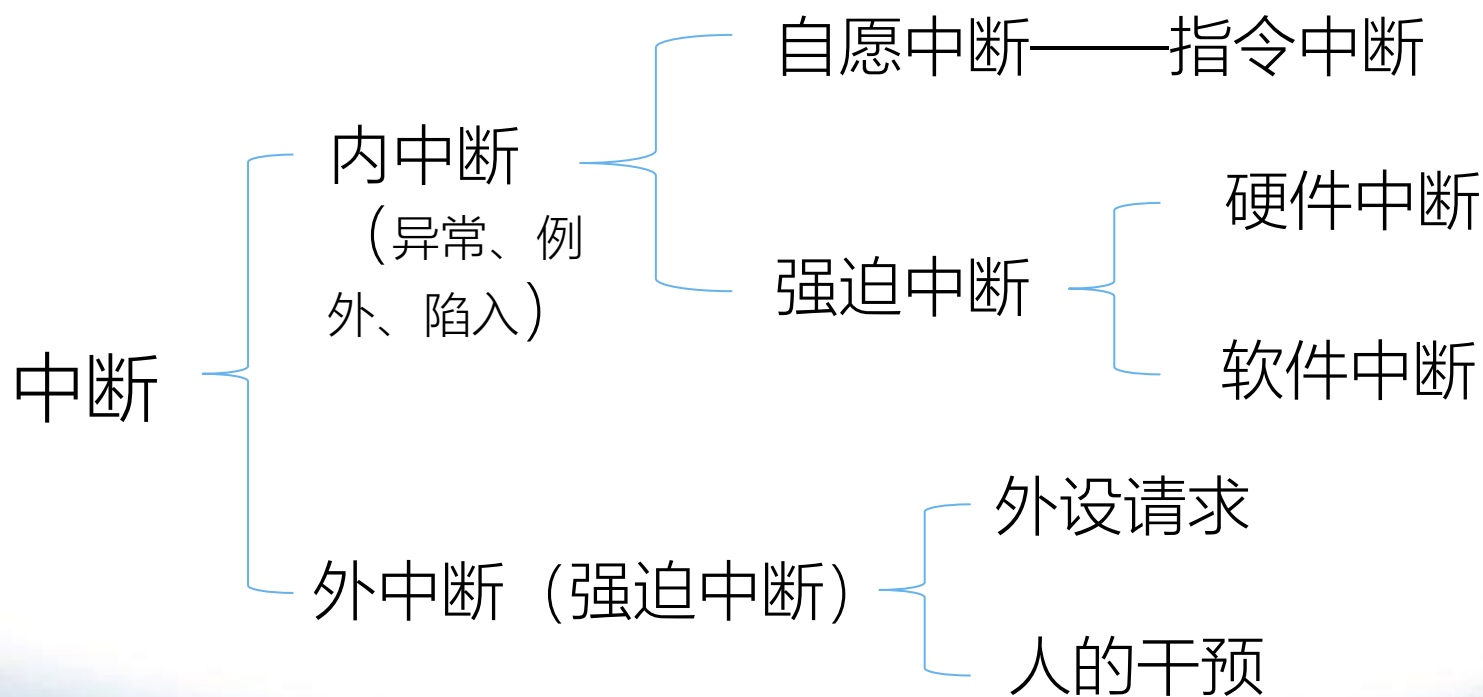 自愿中断——指令中断
内中断
（异常、例
外、陷入）
硬件中断
强迫中断
软件中断
中断
外设请求
外中断（强迫中断）
人的干预